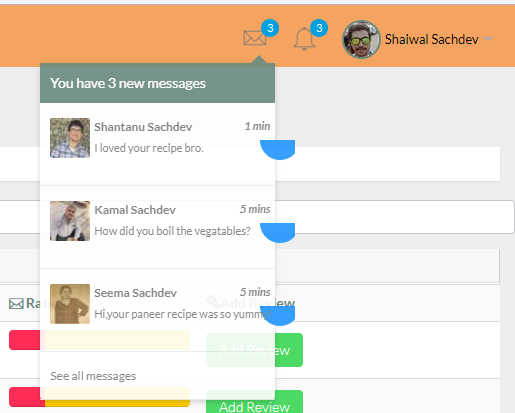 3
3
Shaiwal Sachdev
You have 3 new messages
Shantanu Sachdev 1 min
I loved your recipe bro.
Kamal Sachdev 5 mins
How did you boil the vegatables?
Seema Sachdev 5 mins
Hi,your paneer recipe was so yummy
Ra Add Review
Add Review
See all messages
Add Review